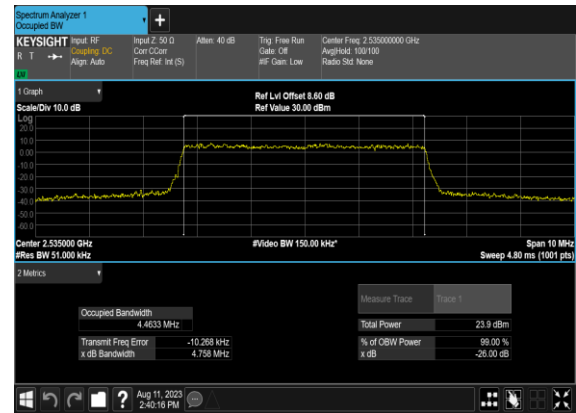 Spectrum Analyzer 1
Occupied BW
+
KEYSIGHT
R T
LXI
Input: RF
Coupling: DC
Align: Auto
Input Z: 50 Ω
Corr CCorr
Freq Ref: Int (S)
Atten: 40 dB
Trig: Free Run
Gate: Off
#IF Gain: Low
Center Freq: 2.535000000 GHz
Avg|Hold: 100/100
Radio Std: None
1 Graph
Scale/Div 10.0 dB
Ref Lvl Offset 8.60 dB
Ref Value 30.00 dBm
Log
20.0
10.0
0.00
-10.0
-20.0
-30.0
-40.0
-50.0
-60.0
Center 2.535000 GHz
#Res BW 51.000 kHz
#Video BW 150.00 kHz*
Span 10 MHz
Sweep 4.80 ms (1001 pts)
2 Metrics
Measure Trace
Trace 1
Occupied Bandwidth
4.4633 MHz
Total Power
23.9 dBm
Transmit Freq Error
-10.268 kHz
% of OBW Power
99.00 %
x dB Bandwidth
4.758 MHz
x dB
-26.00 dB
?
Aug 11, 2023
2:40:16 PM